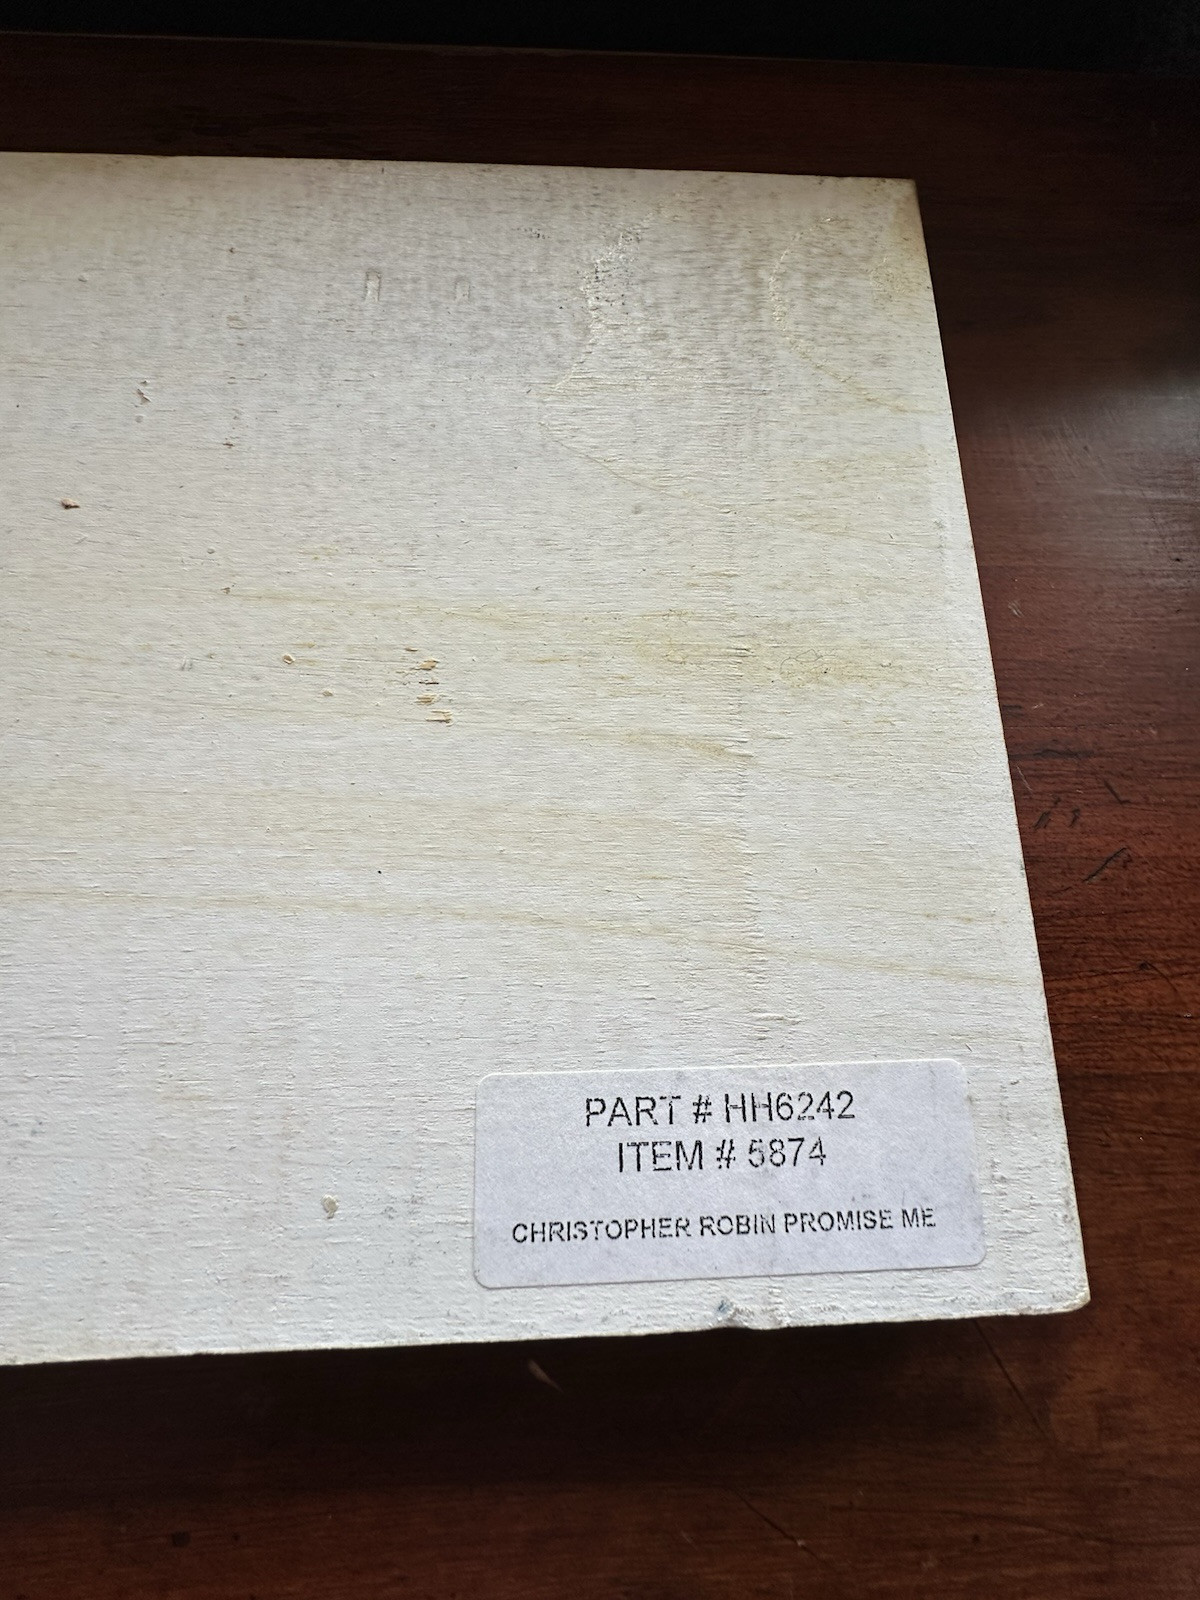 PART # HH6242
ITEM # 5874
CHRISTOPHER ROBIN PROMISE ME